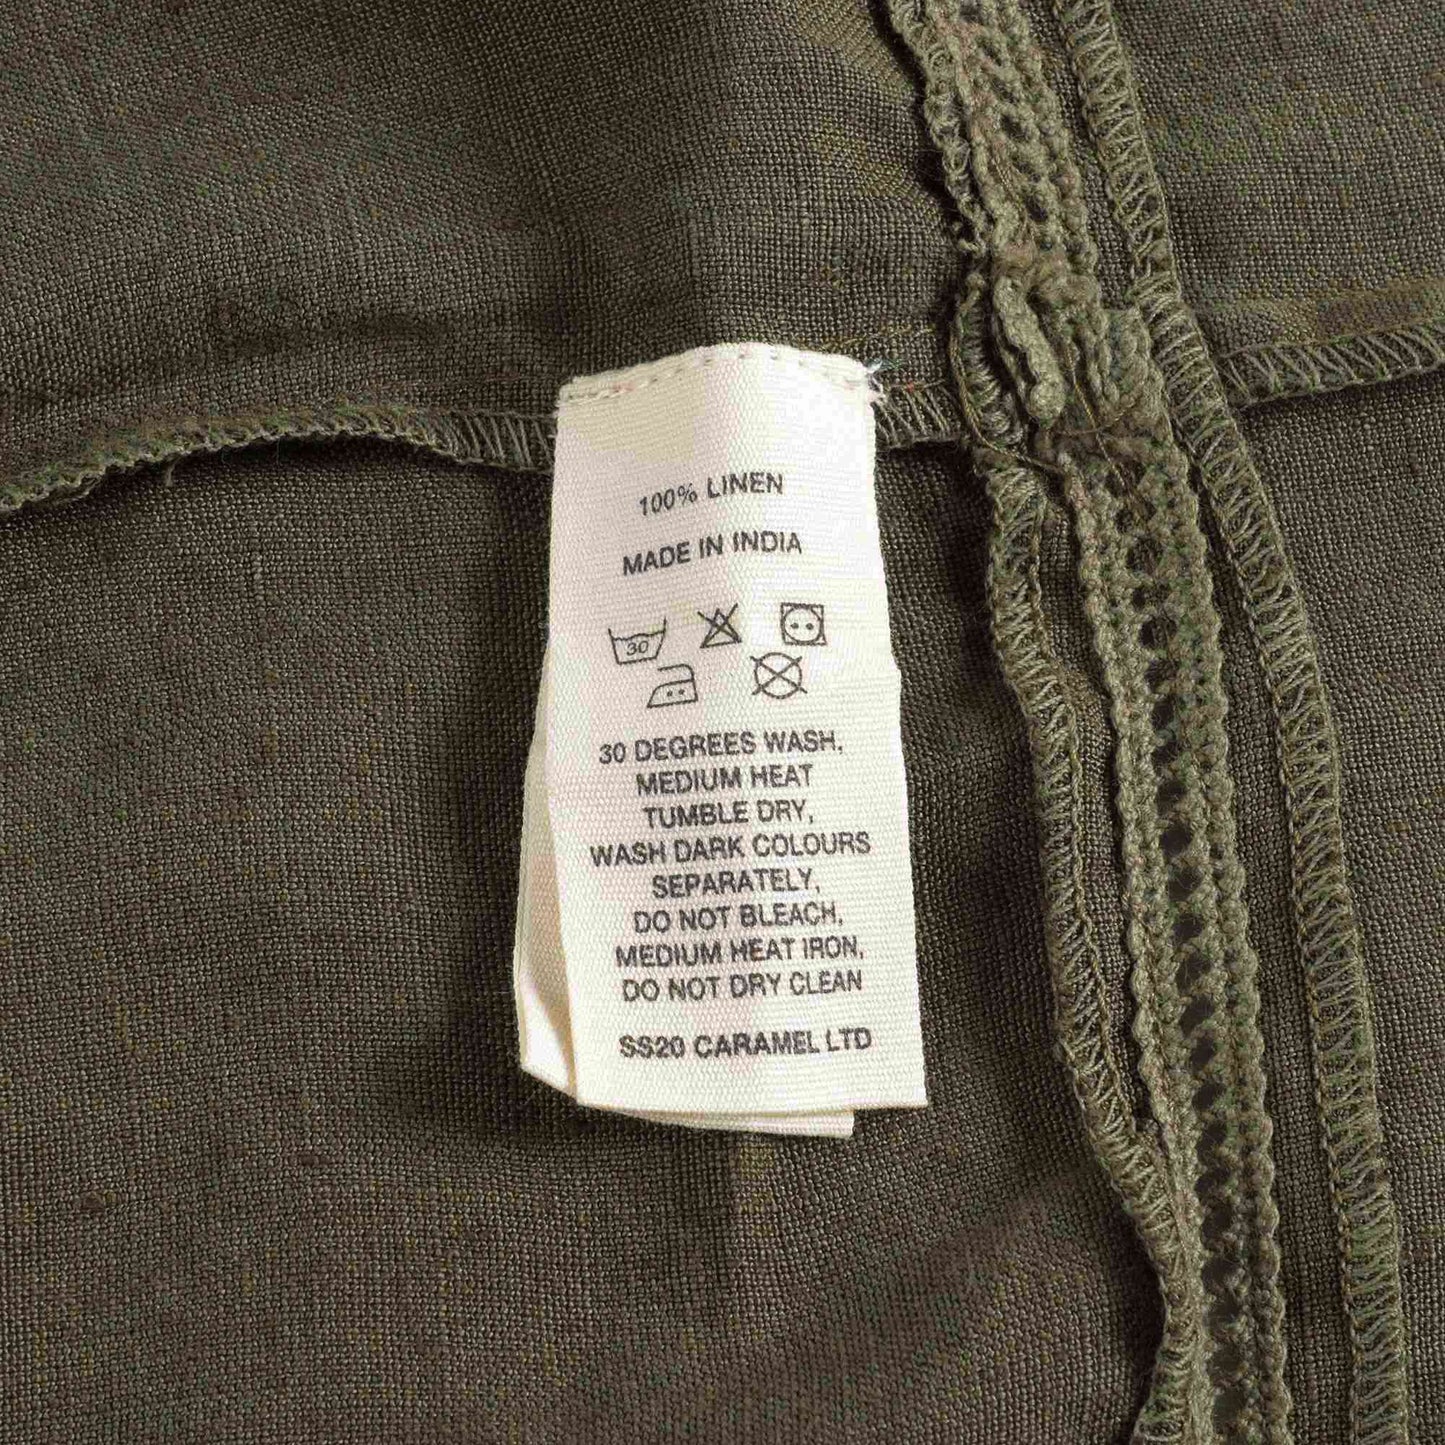 100% LINEN
MADE IN INDIA
30
30 DEGREES WASH,
MEDIUM HEAT
TUMBLE DRY,
WASH DARK COLOURS
SEPARATELY,
DO NOT BLEACH,
MEDIUM HEAT IRON,
DO NOT DRY CLEAN
SS20 CARAMEL LTD